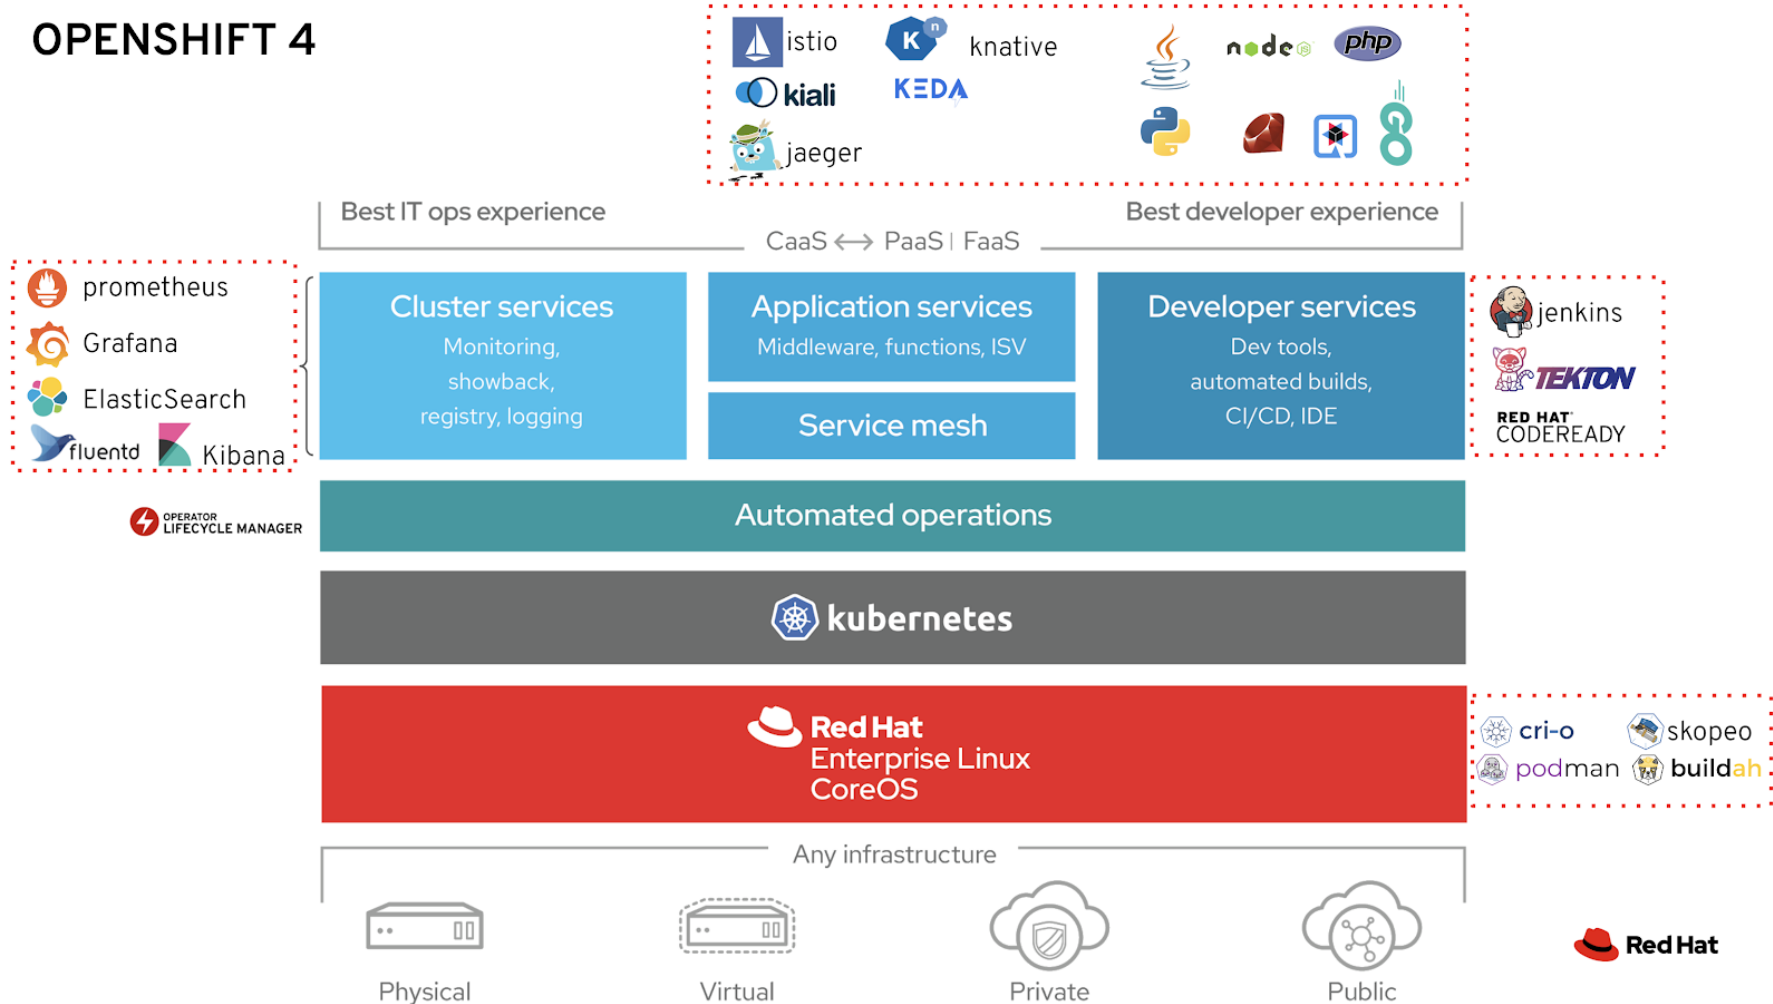 OPENSHIFT 4
istio
n
K
knative
kiali
KEDA
jaeger
node
JS
php
GO
Best IT ops experience
Best developer experience
CaaS ↔ PaaS | FaaS
prometheus
Grafana
ElasticSearch
fluentd
Kibana
Cluster services
Monitoring,
showback,
registry, logging
Application services
Middleware, functions, ISV
Service mesh
Developer services
Dev tools,
automated builds,
CI/CD, IDE
jenkins
TEKTON
RED HAT®
CODEREADY
OPERATOR
LIFECYCLE MANAGER
Automated operations
kubernetes
Red Hat
Enterprise Linux
CoreOS
cri-o
skopeo
podman
buildah
Any infrastructure
Physical
Virtual
Private
Public
Red Hat